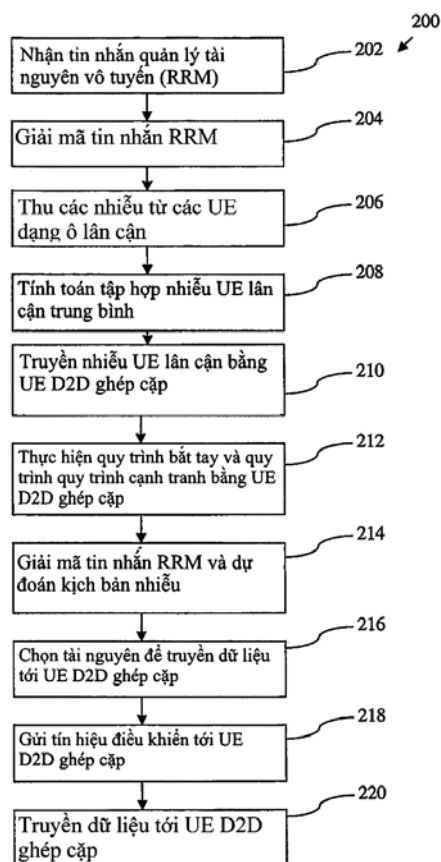 200
Nhận tin nhắn quản lý tài
nguyên vô tuyến (RRM)
202
Giải mã tin nhắn RRM
204
Thu các nhiễu từ các UE
dạng ô lân cận
206
Tính toán tập hợp nhiễu UE lân
cận trung bình
208
Truyền nhiễu UE lân cận bằng
UE D2D ghép cặp
210
Thực hiện quy trình bắt tay và quy
trình quy trình cạnh tranh bằng UE
D2D ghép cặp
212
Giải mã tin nhắn RRM và dự
đoán kịch bản nhiễu
214
Chọn tài nguyên để truyền dữ liệu
tới UE D2D ghép cặp
216
Gửi tín hiệu điều khiển tới UE
D2D ghép cặp
218
Truyền dữ liệu tới UE D2D
ghép cặp
220